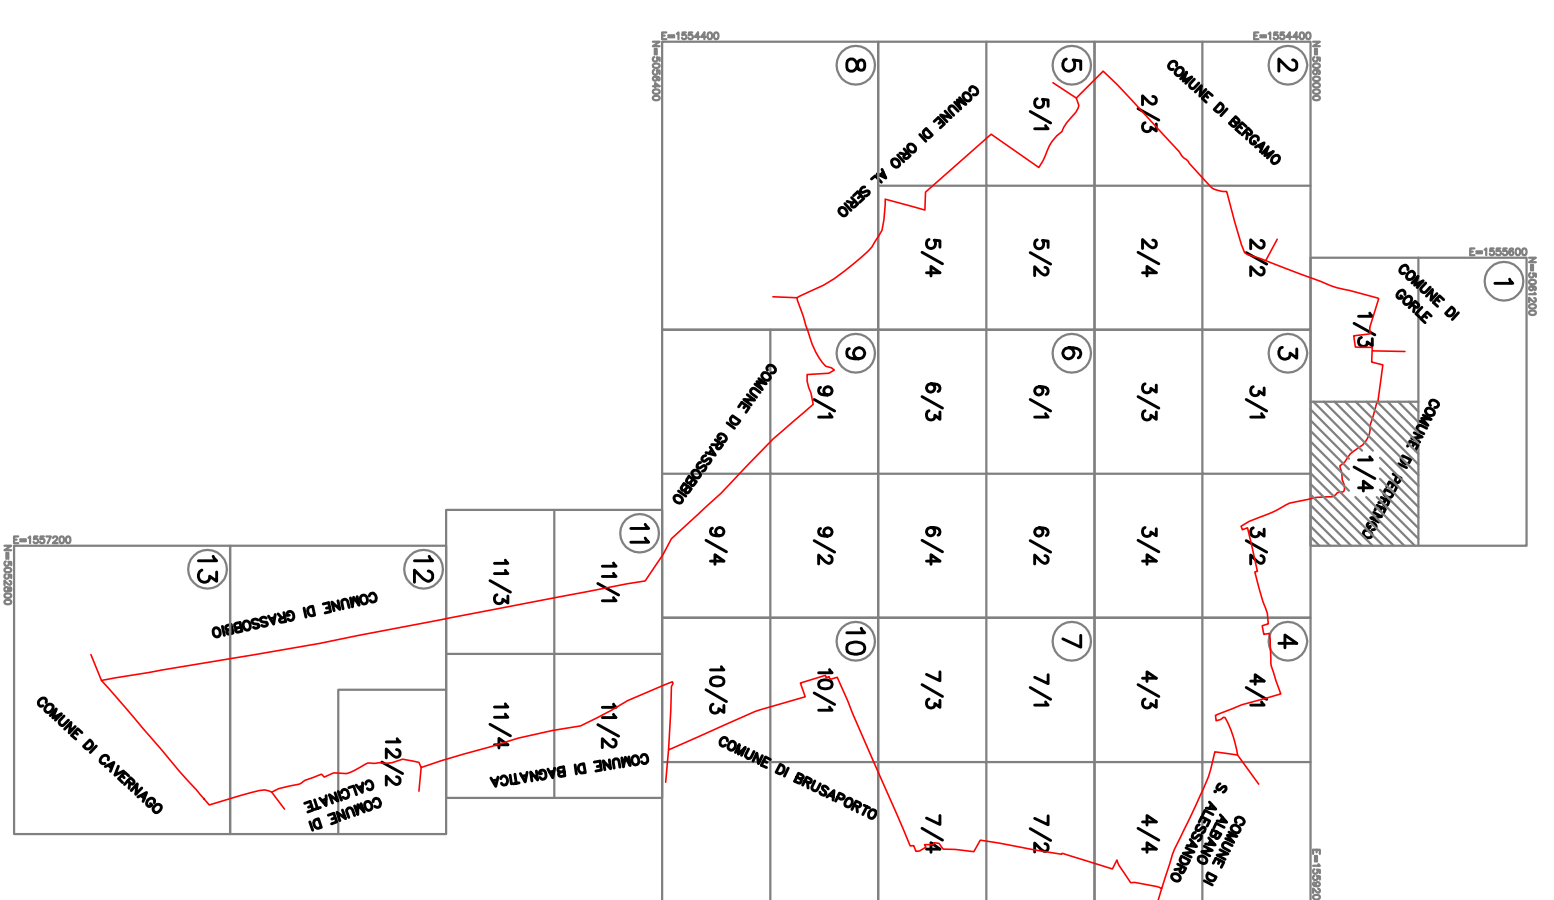 E=1554400
N=5056400
E=1554400
N=5060000
E=1555600
N=5061200
1
COMUNE DI
GORLE
1/3
1/4
COMUNE DI PEDRENGO
2
COMUNE DI BERGAMO
2/3
2/2
2/4
5
5/1
5/2
5/4
8
COMUNE DI ORIO AL SERIO
3
3/1
3/3
3/2
3/4
6
6/1
6/3
6/2
6/4
9
9/1
9/2
9/4
COMUNE DI GRASSOBBIO
4
4/1
4/3
4/4
7
7/1
7/3
7/2
7/4
10
10/1
10/3
COMUNE DI BRUSAPORTO
COMUNE DI
ALBANO
S. ALESSANDRO
E=155920
11
11/1
11/3
11/2
11/4
COMUNE DI BAGNATICA
12
12/2
COMUNE DI
CALCINATE
13
COMUNE DI GRASSOBBIO
COMUNE DI CAVERNAGO
E=1557200
N=5052800